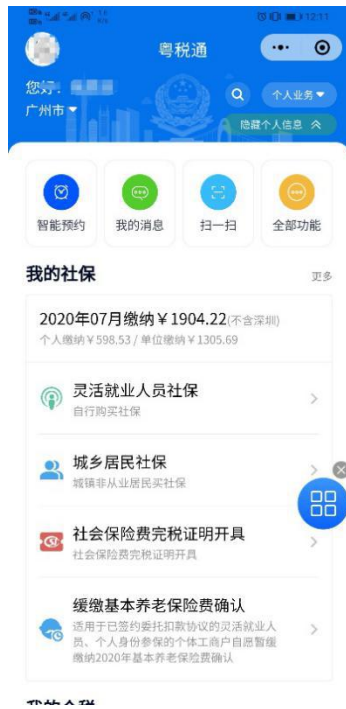 12:11
粤税通
您好:
广州市
个人业务
隐藏个人信息
智能预约
我的消息
扫一扫
全部功能
我的社保
更多
2020年07月缴纳￥1904.22(不含深圳)
个人缴纳￥598.53 / 单位缴纳￥1305.69
灵活就业人员社保
自行购买社保
城乡居民社保
城镇非从业居民买社保
社会保险费完税证明开具
社会保险费完税证明开具
缓缴基本养老保险费确认
适用于已签约委托扣款协议的灵活就业人
员、个人身份参保的个体工商户自愿暂缓
缴纳2020年基本养老保险费确认